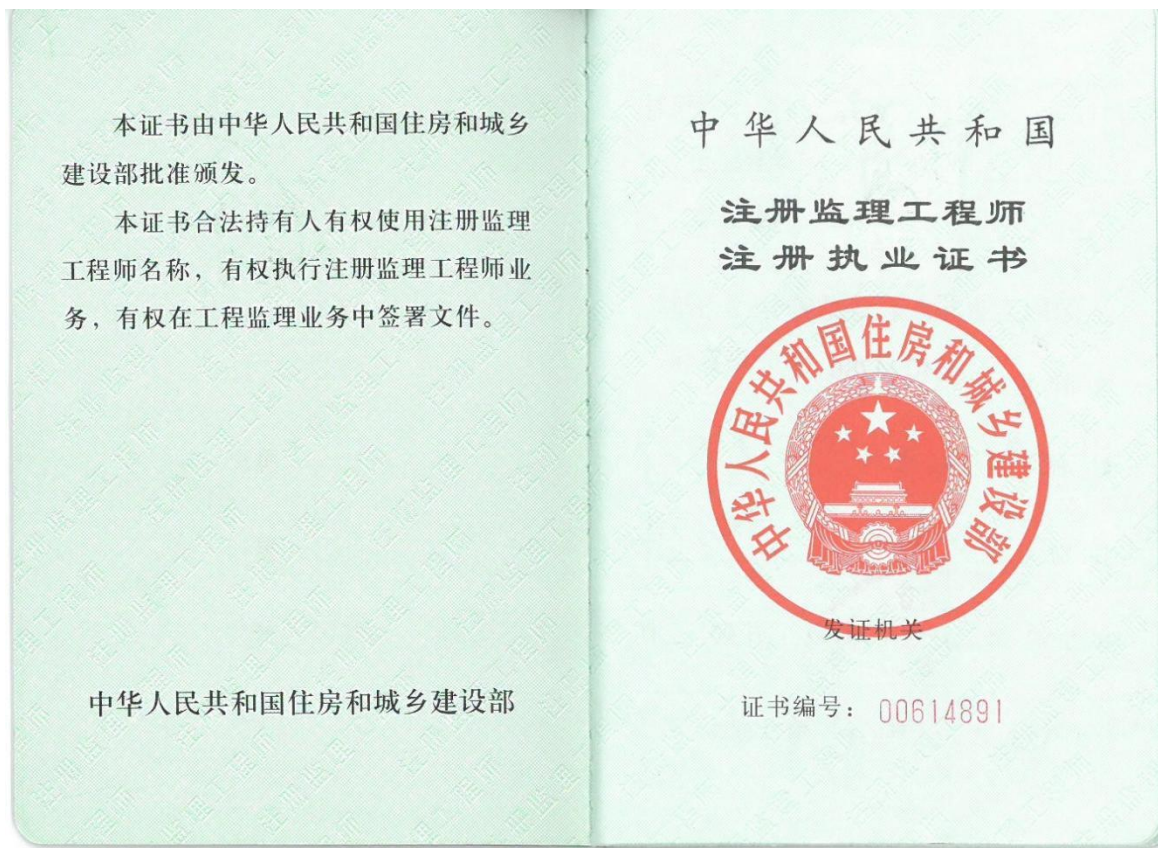 本证书由中华人民共和国住房和城乡
建设部批准颁发。
本证书合法持有人有权使用注册监理
工程师名称，有权执行注册监理工程师业
务，有权在工程监理业务中签署文件。
中华人民共和国住房和城乡建设部
中华人民共和国
注册监理工程师
注册执业证书
中华人民共和国住房和城乡建设部
发证机关
证书编号：00614891